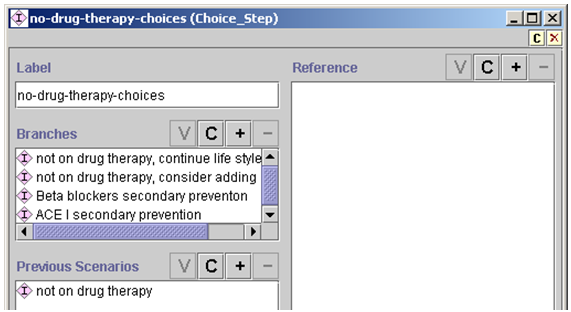 no-drug-therapy-choices (Choice_Step)
C
Label
no-drug-therapy-choices
Reference
V C + −
Branches
V C + −
not on drug therapy, continue life style
not on drug therapy, consider adding
Beta blockers secondary preventon
ACE I secondary prevention
Previous Scenarios
V C + −
not on drug therapy